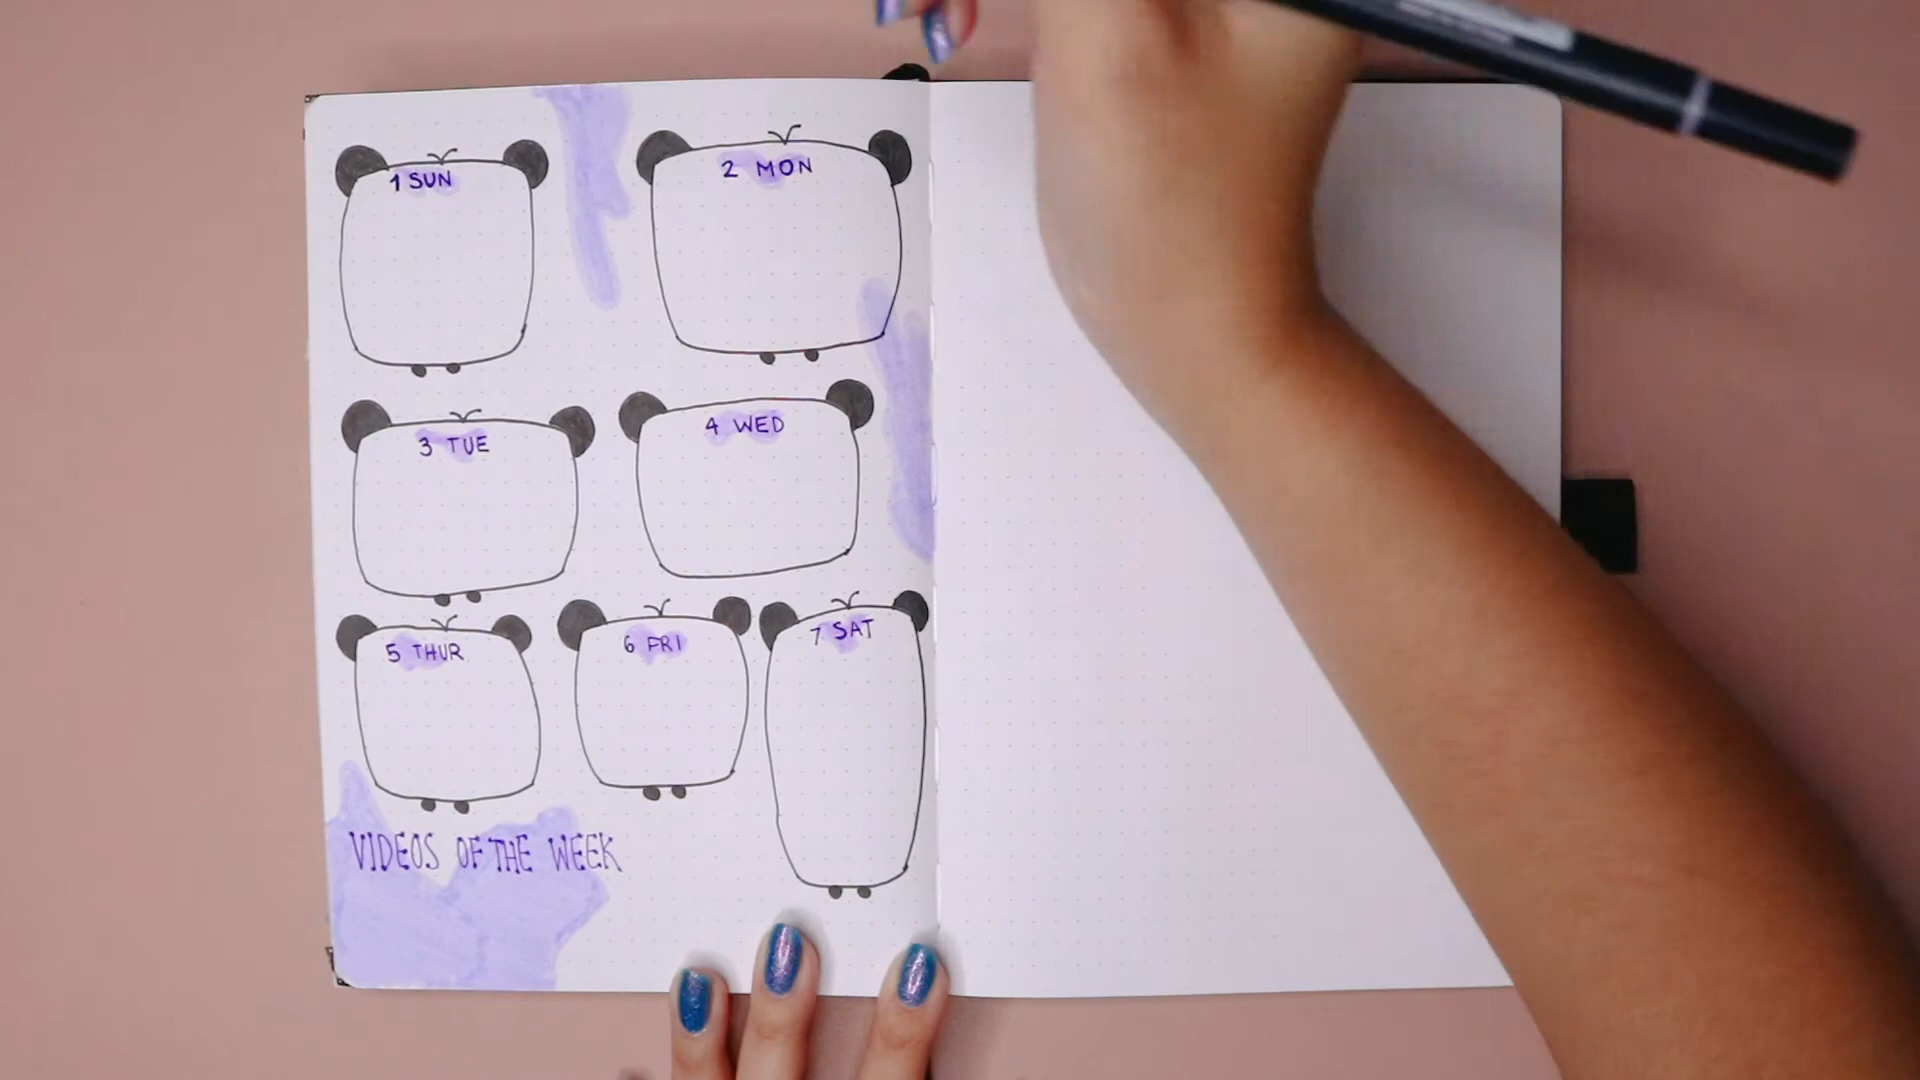 1 SUN
2 MON
3 TUE
4 WED
5 THUR
6 FRI
7 SAT
VIDEOS OF THE WEEK